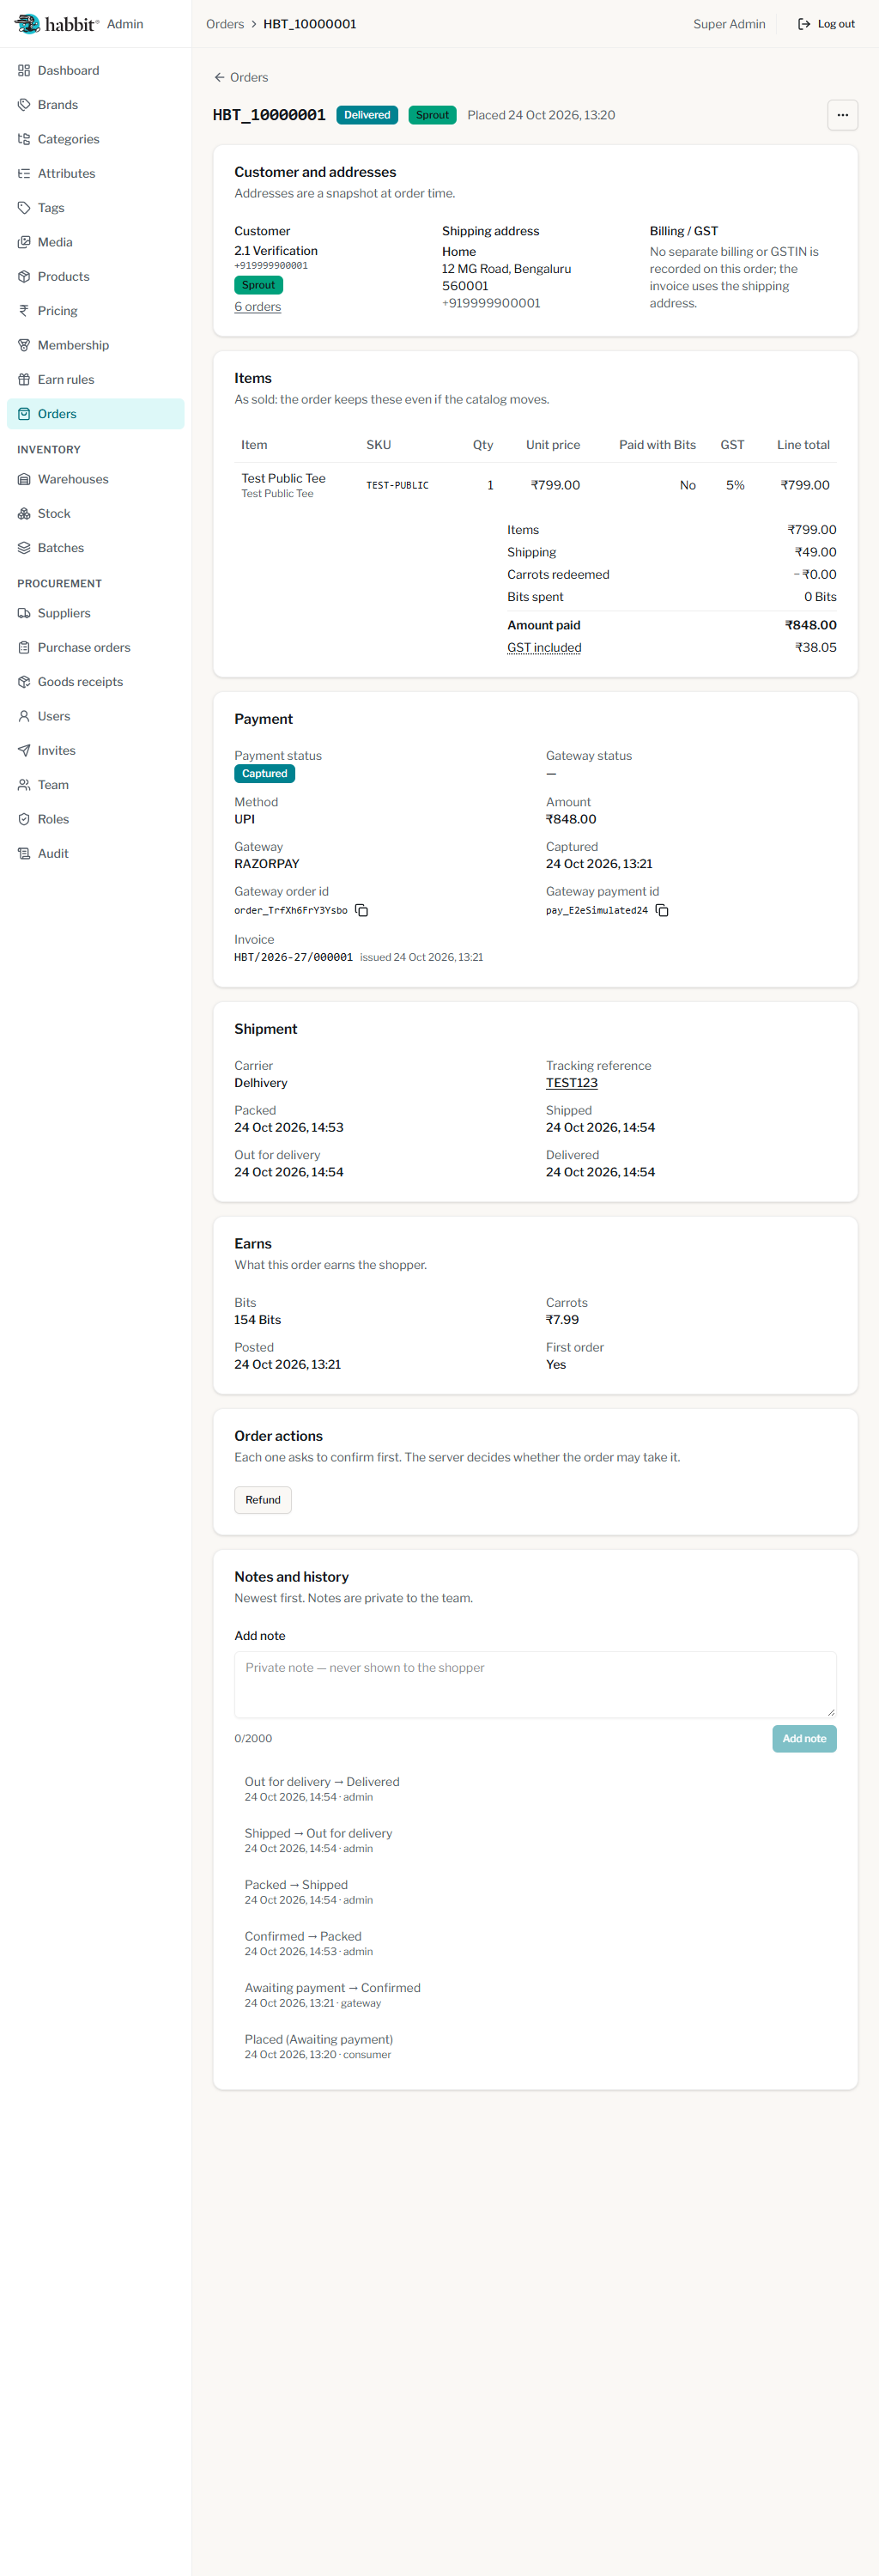 habbit® Admin
Orders > HBT_10000001
Super Admin
Log out
Dashboard
Brands
Categories
Attributes
Tags
Media
Products
Pricing
Membership
Earn rules
Orders
INVENTORY
Warehouses
Stock
Batches
PROCUREMENT
Suppliers
Purchase orders
Goods receipts
Users
Invites
Team
Roles
Audit
← Orders
HBT_10000001 Delivered Sprout Placed 24 Oct 2026, 13:20
Customer and addresses
Addresses are a snapshot at order time.
Customer
2.1 Verification
+919999900001
Sprout
6 orders
Shipping address
Home
12 MG Road, Bengaluru
560001
+919999900001
Billing / GST
No separate billing or GSTIN is
recorded on this order; the
invoice uses the shipping
address.
Items
As sold: the order keeps these even if the catalog moves.
Item SKU Qty Unit price Paid with Bits GST Line total
Test Public Tee TEST-PUBLIC 1 ₹799.00 No 5% ₹799.00
Test Public Tee
Items ₹799.00
Shipping ₹49.00
Carrots redeemed −₹0.00
Bits spent 0 Bits
Amount paid ₹848.00
GST included ₹38.05
Payment
Payment status
Captured
Gateway status
—
Method
UPI
Amount
₹848.00
Gateway
RAZORPAY
Captured
24 Oct 2026, 13:21
Gateway order id
order_TrfXh6FrY3Ysbo
Gateway payment id
pay_E2eSimulated24
Invoice
HBT/2026-27/000001 issued 24 Oct 2026, 13:21
Shipment
Carrier
Delhivery
Tracking reference
TEST123
Packed
24 Oct 2026, 14:53
Shipped
24 Oct 2026, 14:54
Out for delivery
24 Oct 2026, 14:54
Delivered
24 Oct 2026, 14:54
Earns
What this order earns the shopper.
Bits
154 Bits
Carrots
₹7.99
Posted
24 Oct 2026, 13:21
First order
Yes
Order actions
Each one asks to confirm first. The server decides whether the order may take it.
Refund
Notes and history
Newest first. Notes are private to the team.
Add note
Private note — never shown to the shopper
0/2000
Add note
Out for delivery → Delivered
24 Oct 2026, 14:54 · admin
Shipped → Out for delivery
24 Oct 2026, 14:54 · admin
Packed → Shipped
24 Oct 2026, 14:54 · admin
Confirmed → Packed
24 Oct 2026, 14:53 · admin
Awaiting payment → Confirmed
24 Oct 2026, 13:21 · gateway
Placed (Awaiting payment)
24 Oct 2026, 13:20 · consumer